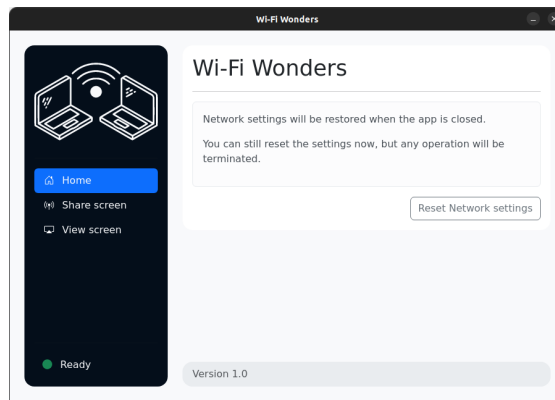 Wi-Fi Wonders
Wi-Fi Wonders
Network settings will be restored when the app is closed.
You can still reset the settings now, but any operation will be
terminated.
Home
Share screen
View screen
Reset Network settings
Ready
Version 1.0